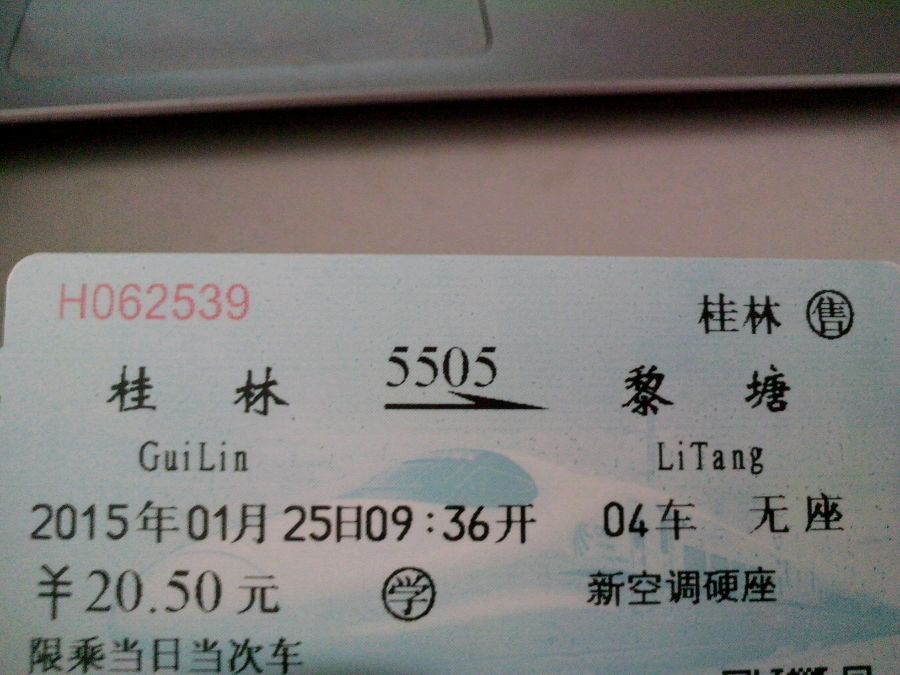 H062539
桂林 售
桂林 5505 黎塘
GuiLin LiTang
2015年01月25日09:36开 04车 无座
¥20.50元 学 新空调硬座
限乘当日当次车